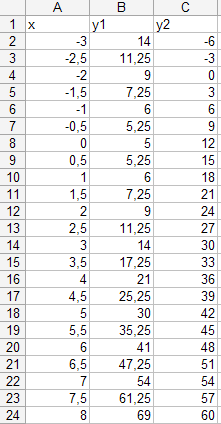 A B C
1 x y1 y2
2 -3 14 -6
3 -2,5 11,25 -3
4 -2 9 0
5 -1,5 7,25 3
6 -1 6 6
7 -0,5 5,25 9
8 0 5 12
9 0,5 5,25 15
10 1 6 18
11 1,5 7,25 21
12 2 9 24
13 2,5 11,25 27
14 3 14 30
15 3,5 17,25 33
16 4 21 36
17 4,5 25,25 39
18 5 30 42
19 5,5 35,25 45
20 6 41 48
21 6,5 47,25 51
22 7 54 54
23 7,5 61,25 57
24 8 69 60